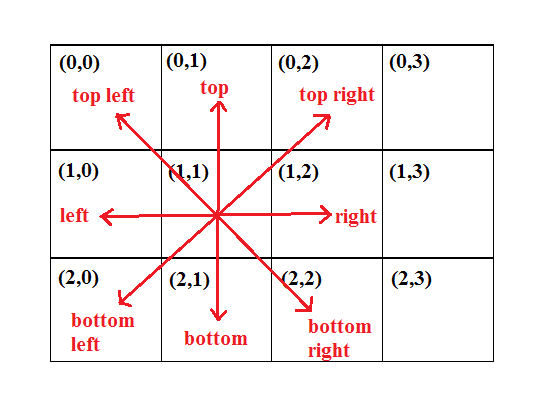 (0,0) (0,1) (0,2) (0,3)
top left top top right
(1,0) (1,1) (1,2) (1,3)
left right
(2,0) (2,1) (2,2) (2,3)
bottom left
bottom
bottom right